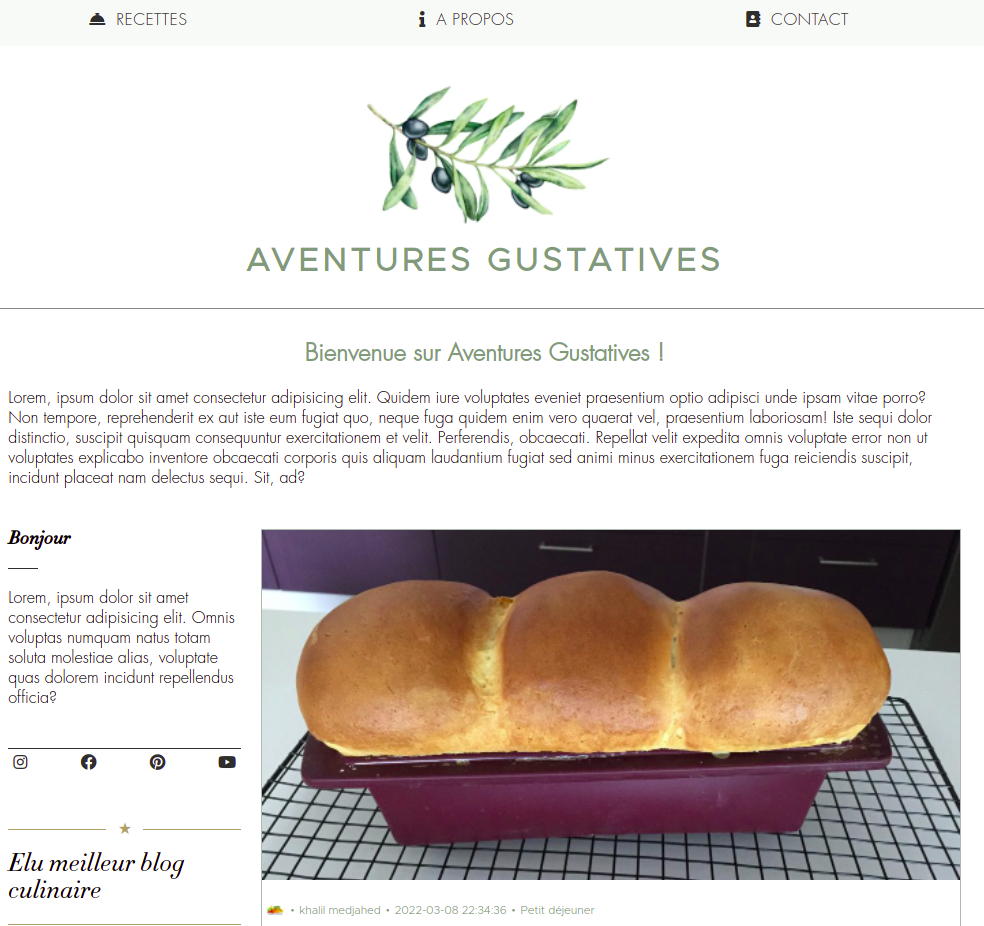 RECETTES
A PROPOS
CONTACT
AVENTURES GUSTATIVES
Bienvenue sur Aventures Gustatives !
Lorem, ipsum dolor sit amet consectetur adipisicing elit. Quidem iure voluptates eveniet praesentium optio adipisci unde ipsam vitae porro?
Non tempore, reprehenderit ex aut iste eum fugiat quo, neque fuga quidem enim vero quaerat vel, praesentium laboriosam! Iste sequi dolor
distinctio, suscipit quisquam consequuntur exercitationem et velit. Perferendis, obcaecati. Repellat velit expedita omnis voluptate error non ut
voluptates explicabo inventore obcaecati corporis quis aliquam laudantium fugiat sed animi minus exercitationem fuga reiciendis suscipit,
incidunt placeat nam delectus sequi. Sit, ad?
Bonjour
Lorem, ipsum dolor sit amet
consectetur adipisicing elit. Omnis
voluptas numquam natus totam
soluta molestiae alias, voluptate
quas dolorem incidunt repellendus
officia?
Elu meilleur blog
culinaire
• khalil medjahed • 2022-03-08 22:34:36 • Petit déjeuner